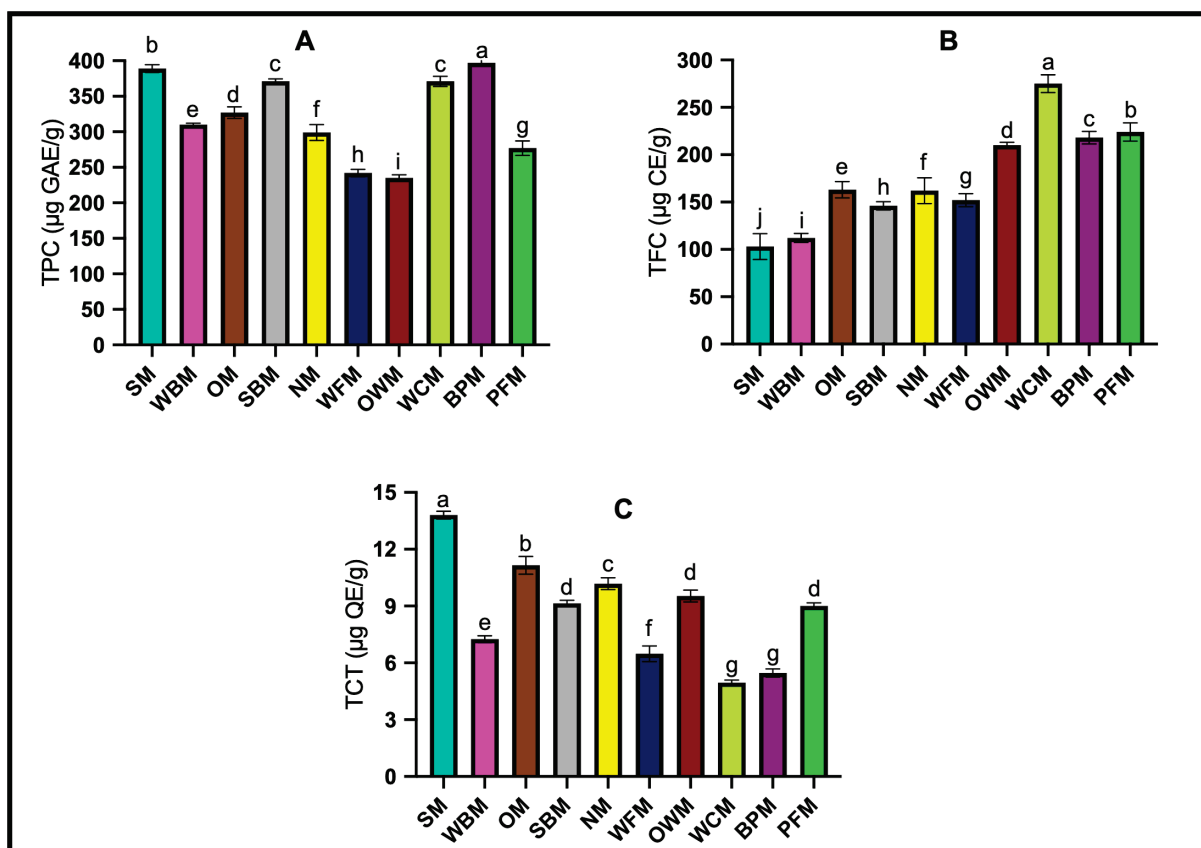 A
TPC (µg GAE/g)
400
350
300
250
200
150
100
50
0
b
e
d
c
f
h
i
c
a
g
SM
WBM
OM
SBM
NM
WFM
OWM
WCM
BPM
PFM
B
TFC (µg CE/g)
300
250
200
150
100
50
0
j
i
e
h
f
g
d
a
c
b
SM
WBM
OM
SBM
NM
WFM
OWM
WCM
BPM
PFM
C
TCT (µg QE/g)
15
12
9
6
3
0
a
e
b
d
c
f
d
g
g
d
SM
WBM
OM
SBM
NM
WFM
OWM
WCM
BPM
PFM